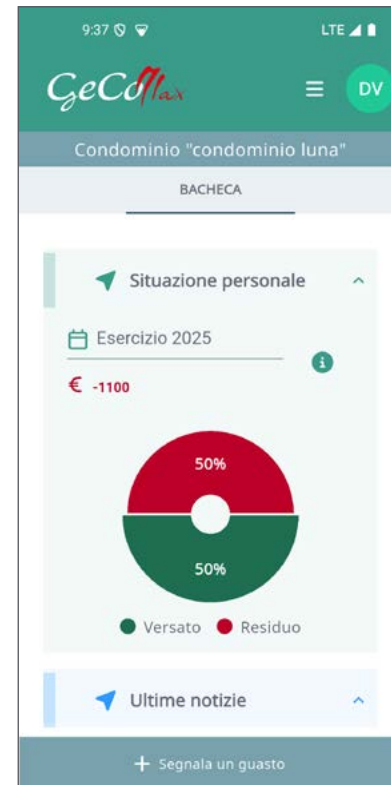 9:37 LTE
GeCoMax DV
Condominio "condominio luna"
BACHECA
Situazione personale
Esercizio 2025
€ -1100
50%
50%
Versato Residuo
Ultime notizie
+ Segnala un guasto